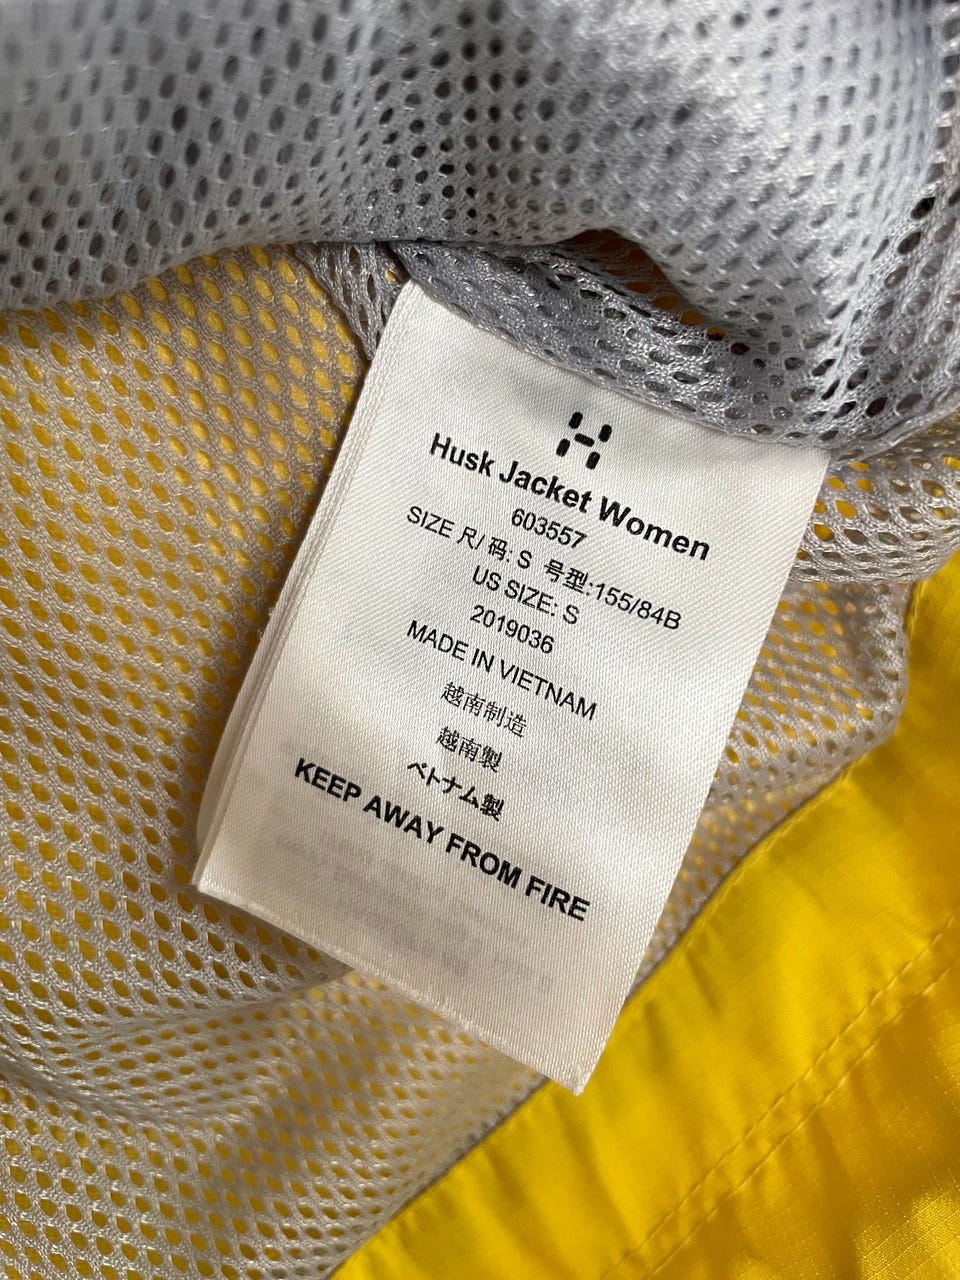 Husk Jacket Women
603557
SIZE 尺/ 码: S 号型:155/84B
US SIZE: S
2019036
MADE IN VIETNAM
越南制造
越南製
ベトナム製
KEEP AWAY FROM FIRE